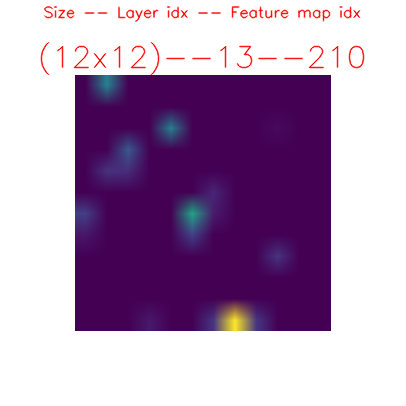 Size -- Layer idx -- Feature map idx
(12x12)--13--210